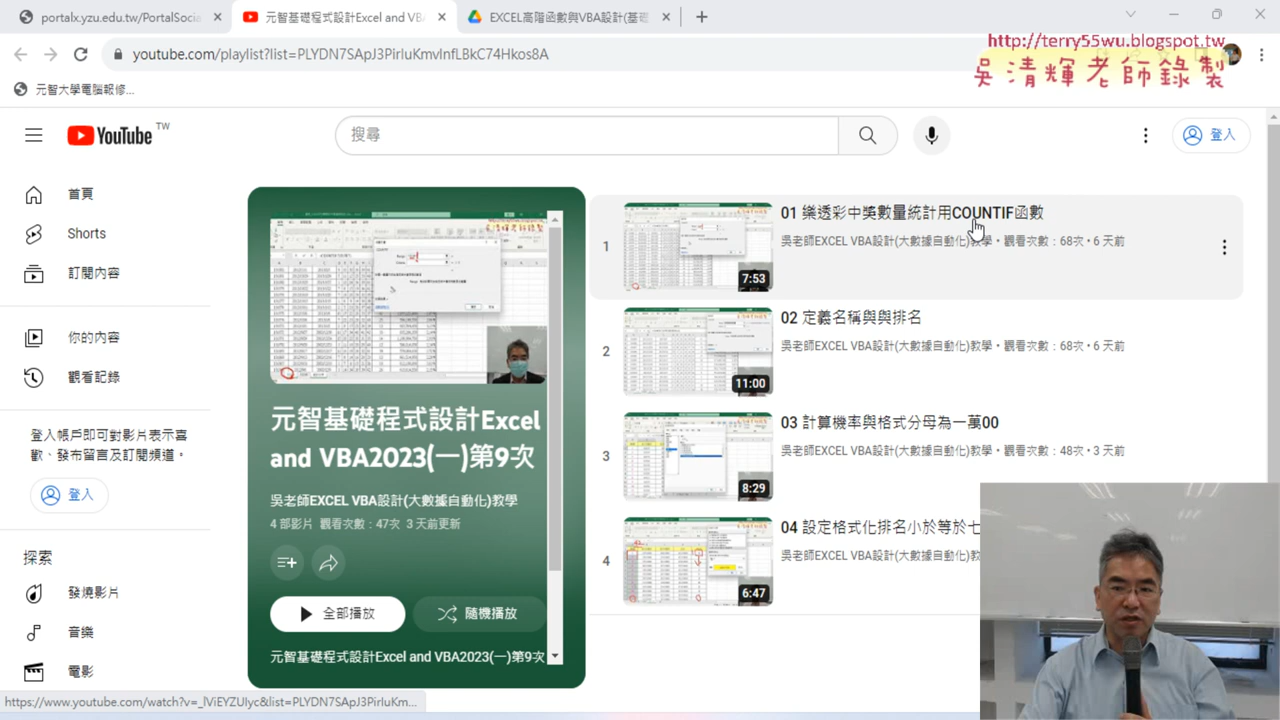 portalx.yzu.edu.tw/PortalSocia
元智基礎程式設計Excel and VBA
EXCEL高階函數與VBA設計(基礎
youtube.com/playlist?list=PLYDN7SApJ3PirIuKmvlnfLBkC74Hkos8A
http://terry55wu.blogspot.tw
吳清輝老師錄製
元智大學電腦報修...
YouTube TW
搜尋
登入
首頁
Shorts
訂閱內容
你的內容
觀看記錄
登入帳戶即可對影片表示喜
歡、發布留言及訂閱頻道。
登入
探索
發燒影片
音樂
電影
元智基礎程式設計Excel
and VBA2023(一)第9次
吳老師EXCEL VBA設計(大數據自動化)教學
4 部影片 觀看次數：47次 3 天前更新
全部播放
隨機播放
元智基礎程式設計Excel and VBA2023(一)第9次
1
7:53
01 樂透彩中獎數量統計用COUNTIF函數
吳老師EXCEL VBA設計(大數據自動化)教學 • 觀看次數：68次 • 6 天前
2
11:00
02 定義名稱與與排名
吳老師EXCEL VBA設計(大數據自動化)教學 • 觀看次數：68次 • 6 天前
3
8:29
03 計算機率與格式分母為一萬00
吳老師EXCEL VBA設計(大數據自動化)教學 • 觀看次數：48次 • 3 天前
4
6:47
04 設定格式化排名小於等於七
吳老師EXCEL VBA設計(大數據自動化)教
https://www.youtube.com/watch?v=_lViEYZUIyc&list=PLYDN7SApJ3PirIuKm...